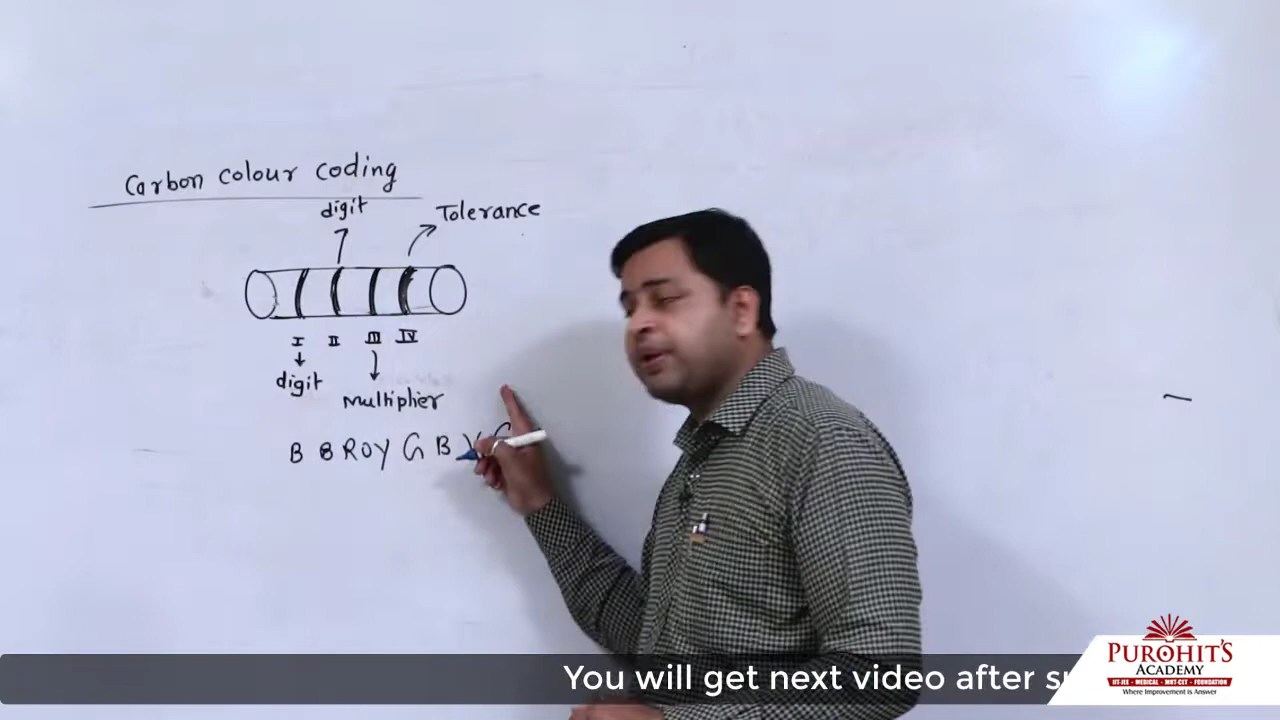 Carbon colour coding
digit
Tolerance
I II III IV
digit
Multiplier
B B R O Y G B
You will get next video after
PUROHIT'S
ACADEMY
IIT-JEE • MEDICAL • MHT-CET • FOUNDATION
Where Improvement is Answer